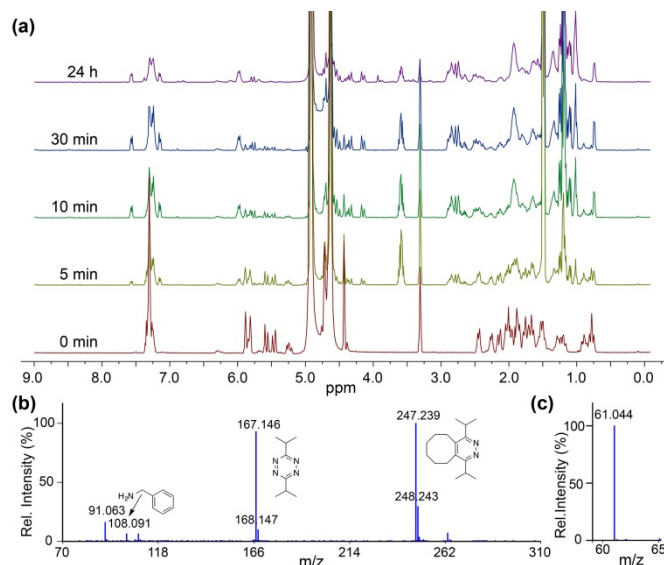 (a)
24 h
30 min
10 min
5 min
0 min
9.0 8.0 7.0 6.0 5.0 4.0 3.0 2.0 1.0 0.0
ppm
(b)
100
50
0
Rel. Intensity (%)
91.063
108.091
H₂N
167.146
168.147
N N
N N
247.239
248.243
N
N
70 118 166 214 262 310
m/z
(c)
100
50
0
Rel.Intensity (%)
61.044
60 65
m/z